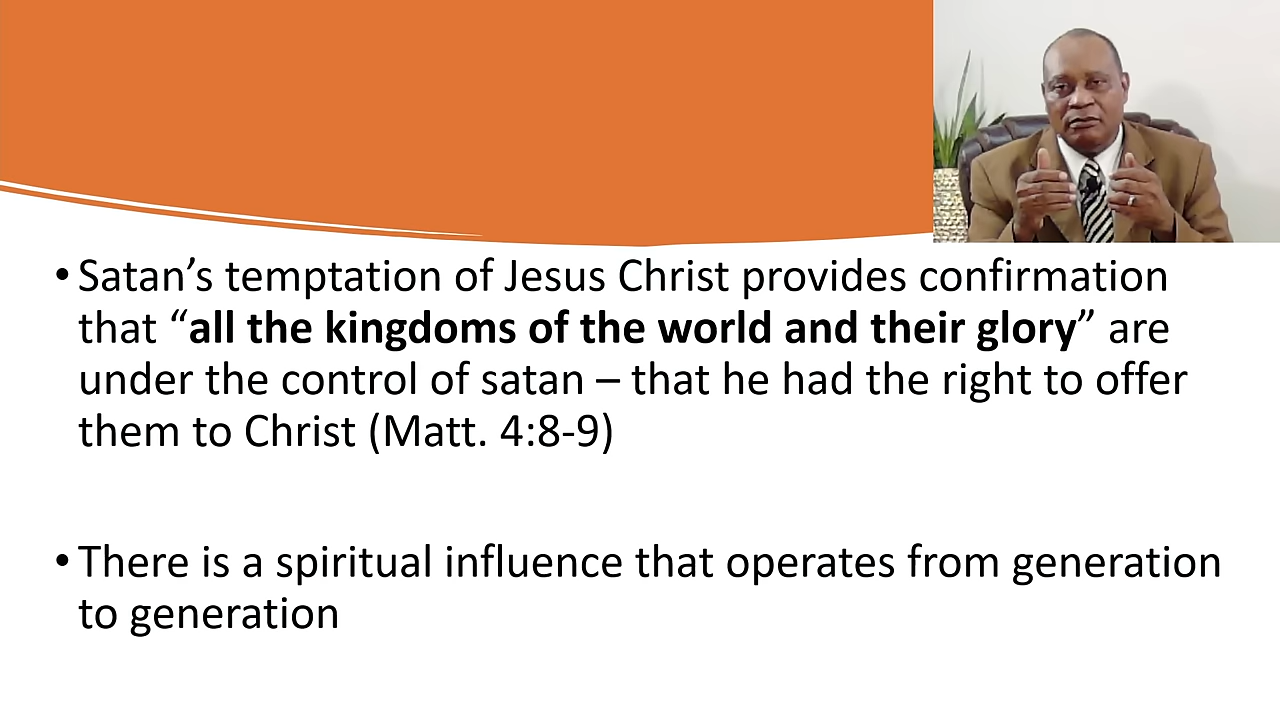 • Satan’s temptation of Jesus Christ provides confirmation
that “all the kingdoms of the world and their glory” are
under the control of satan – that he had the right to offer
them to Christ (Matt. 4:8-9)
• There is a spiritual influence that operates from generation
to generation